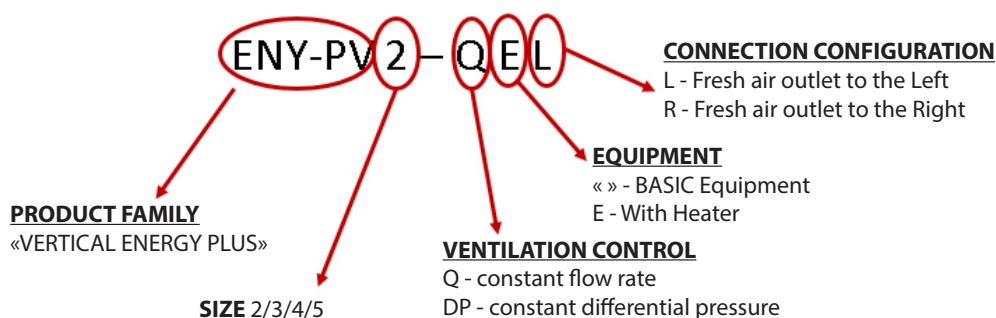 ENY-PV2 – QEL
CONNECTION CONFIGURATION
L - Fresh air outlet to the Left
R - Fresh air outlet to the Right
EQUIPMENT
« » - BASIC Equipment
E - With Heater
PRODUCT FAMILY
«VERTICAL ENERGY PLUS»
VENTILATION CONTROL
Q - constant flow rate
DP - constant differential pressure
SIZE 2/3/4/5